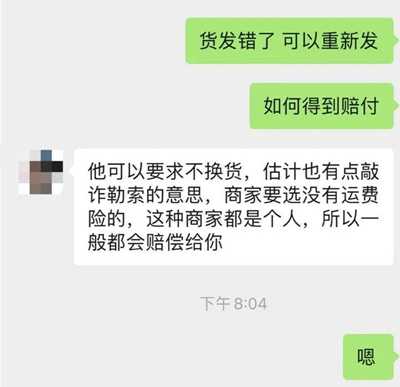 货发错了 可以重新发
如何得到赔付
他可以要求不换货，估计也有点敲
诈勒索的意思，商家要选没有运费
险的，这种商家都是个人，所以一
般都会赔偿给你
下午8:04
嗯